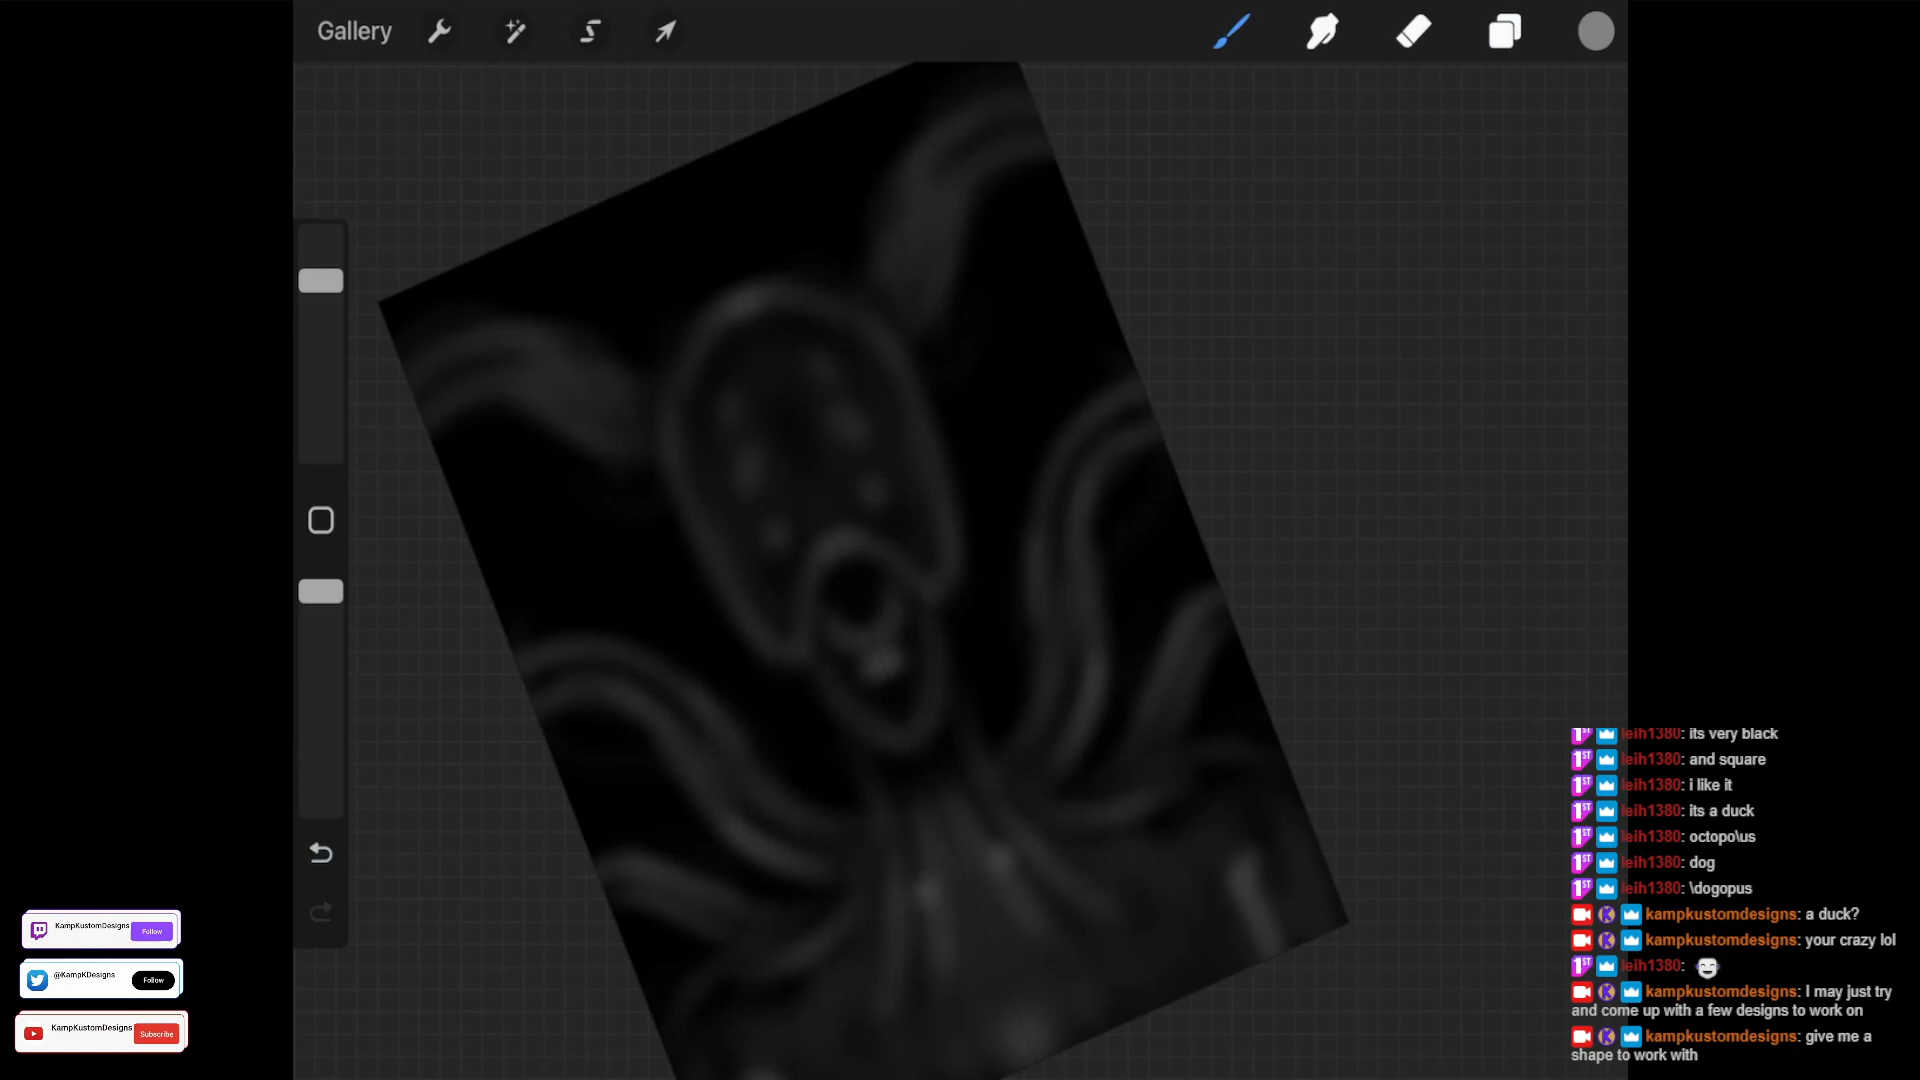 Gallery
leih1380: its very black
leih1380: and square
leih1380: i like it
leih1380: its a duck
leih1380: octopo\us
leih1380: dog
leih1380: \dogopus
kampkustomdesigns: a duck?
kampkustomdesigns: your crazy lol
leih1380:
kampkustomdesigns: I may just try
and come up with a few designs to work on
kampkustomdesigns: give me a
shape to work with
KampKustomDesigns
Follow
@KampKDesigns
Follow
KampKustomDesigns
Subscribe